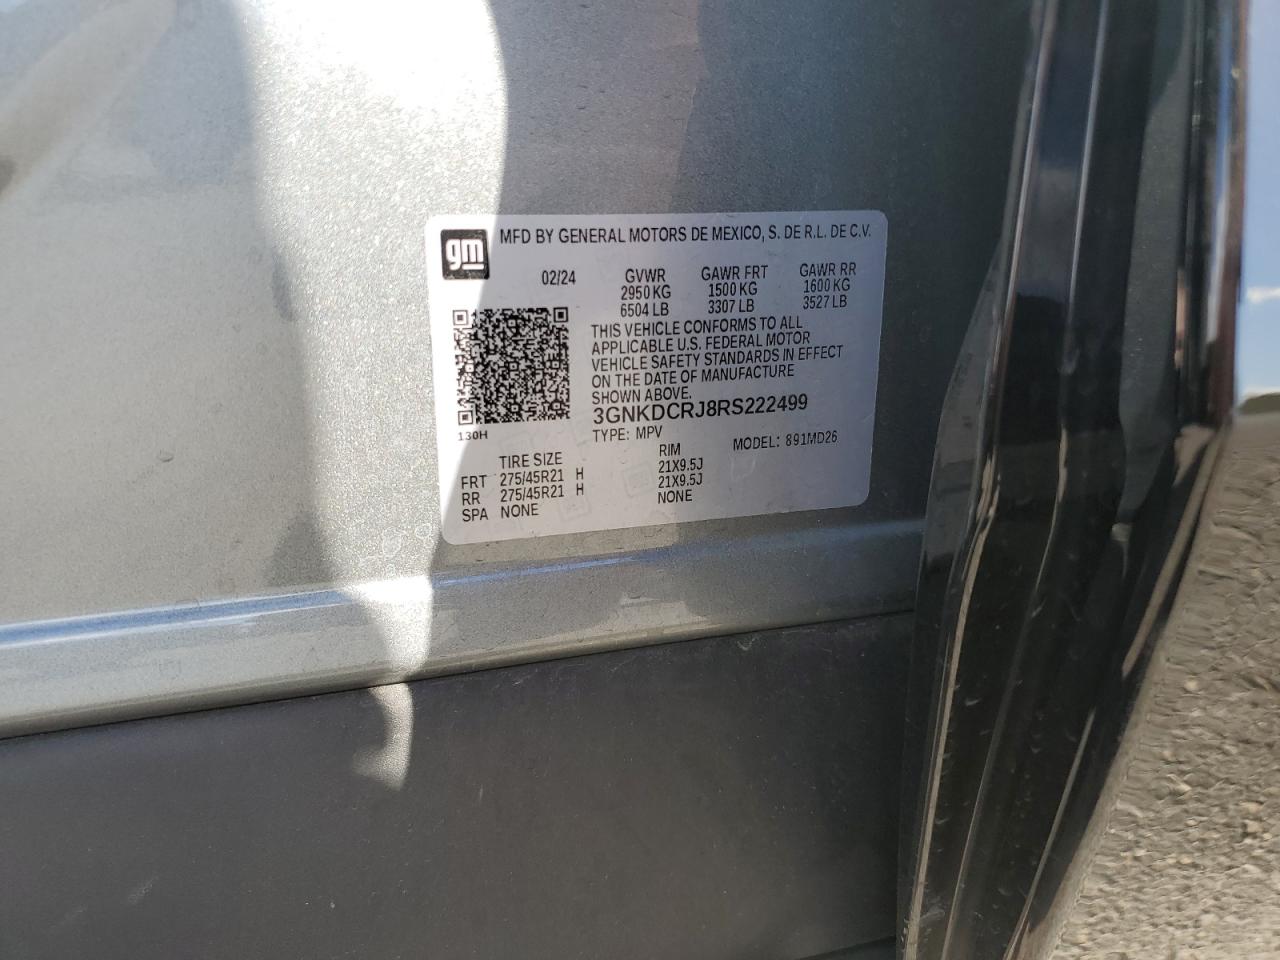 gm
MFD BY GENERAL MOTORS DE MEXICO, S. DE R.L. DE C.V.
02/24 GVWR GAWR FRT GAWR RR
2950 KG 1500 KG 1600 KG
6504 LB 3307 LB 3527 LB
THIS VEHICLE CONFORMS TO ALL
APPLICABLE U.S. FEDERAL MOTOR
VEHICLE SAFETY STANDARDS IN EFFECT
ON THE DATE OF MANUFACTURE
SHOWN ABOVE.
3GNKDCRJ8RS222499
130H
TYPE: MPV MODEL: 891MD26
TIRE SIZE RIM
FRT 275/45R21 H 21X9.5J
RR 275/45R21 H 21X9.5J
SPA NONE NONE